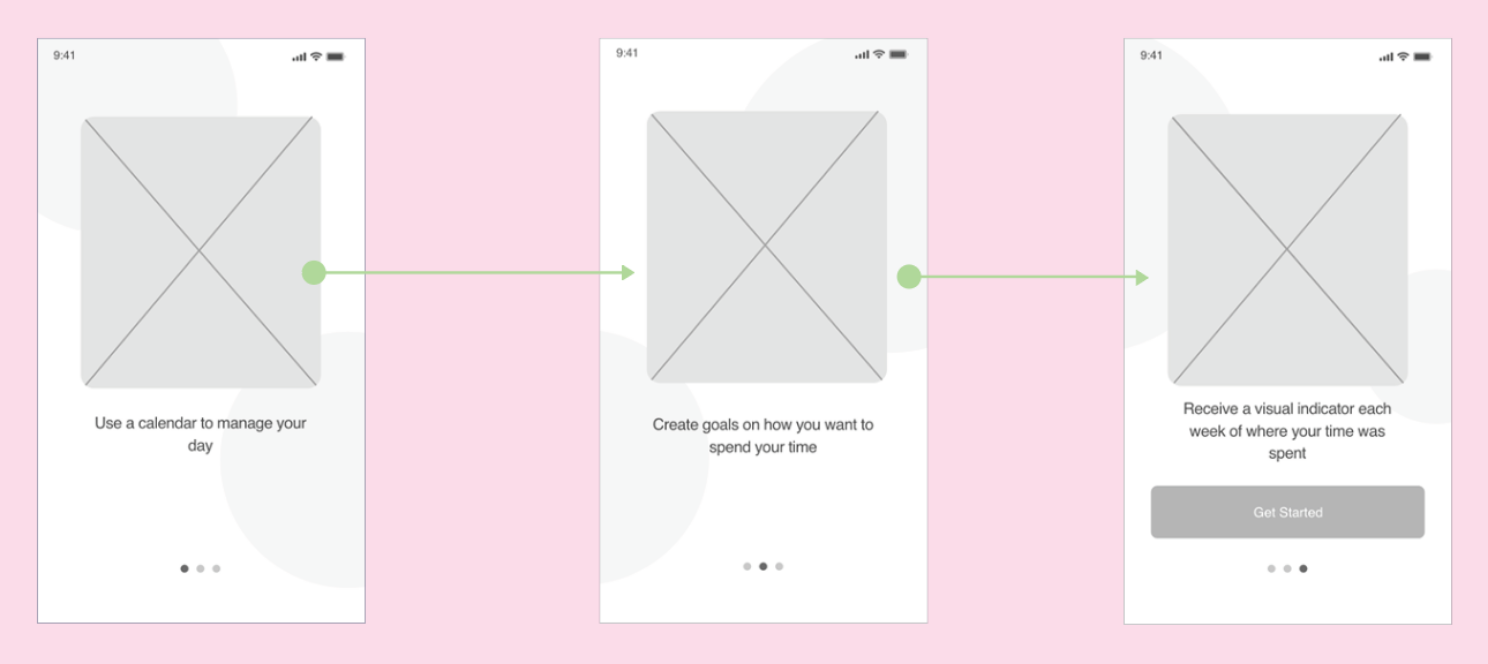 9:41
Use a calendar to manage your
day
9:41
Create goals on how you want to
spend your time
9:41
Receive a visual indicator each
week of where your time was
spent
Get Started